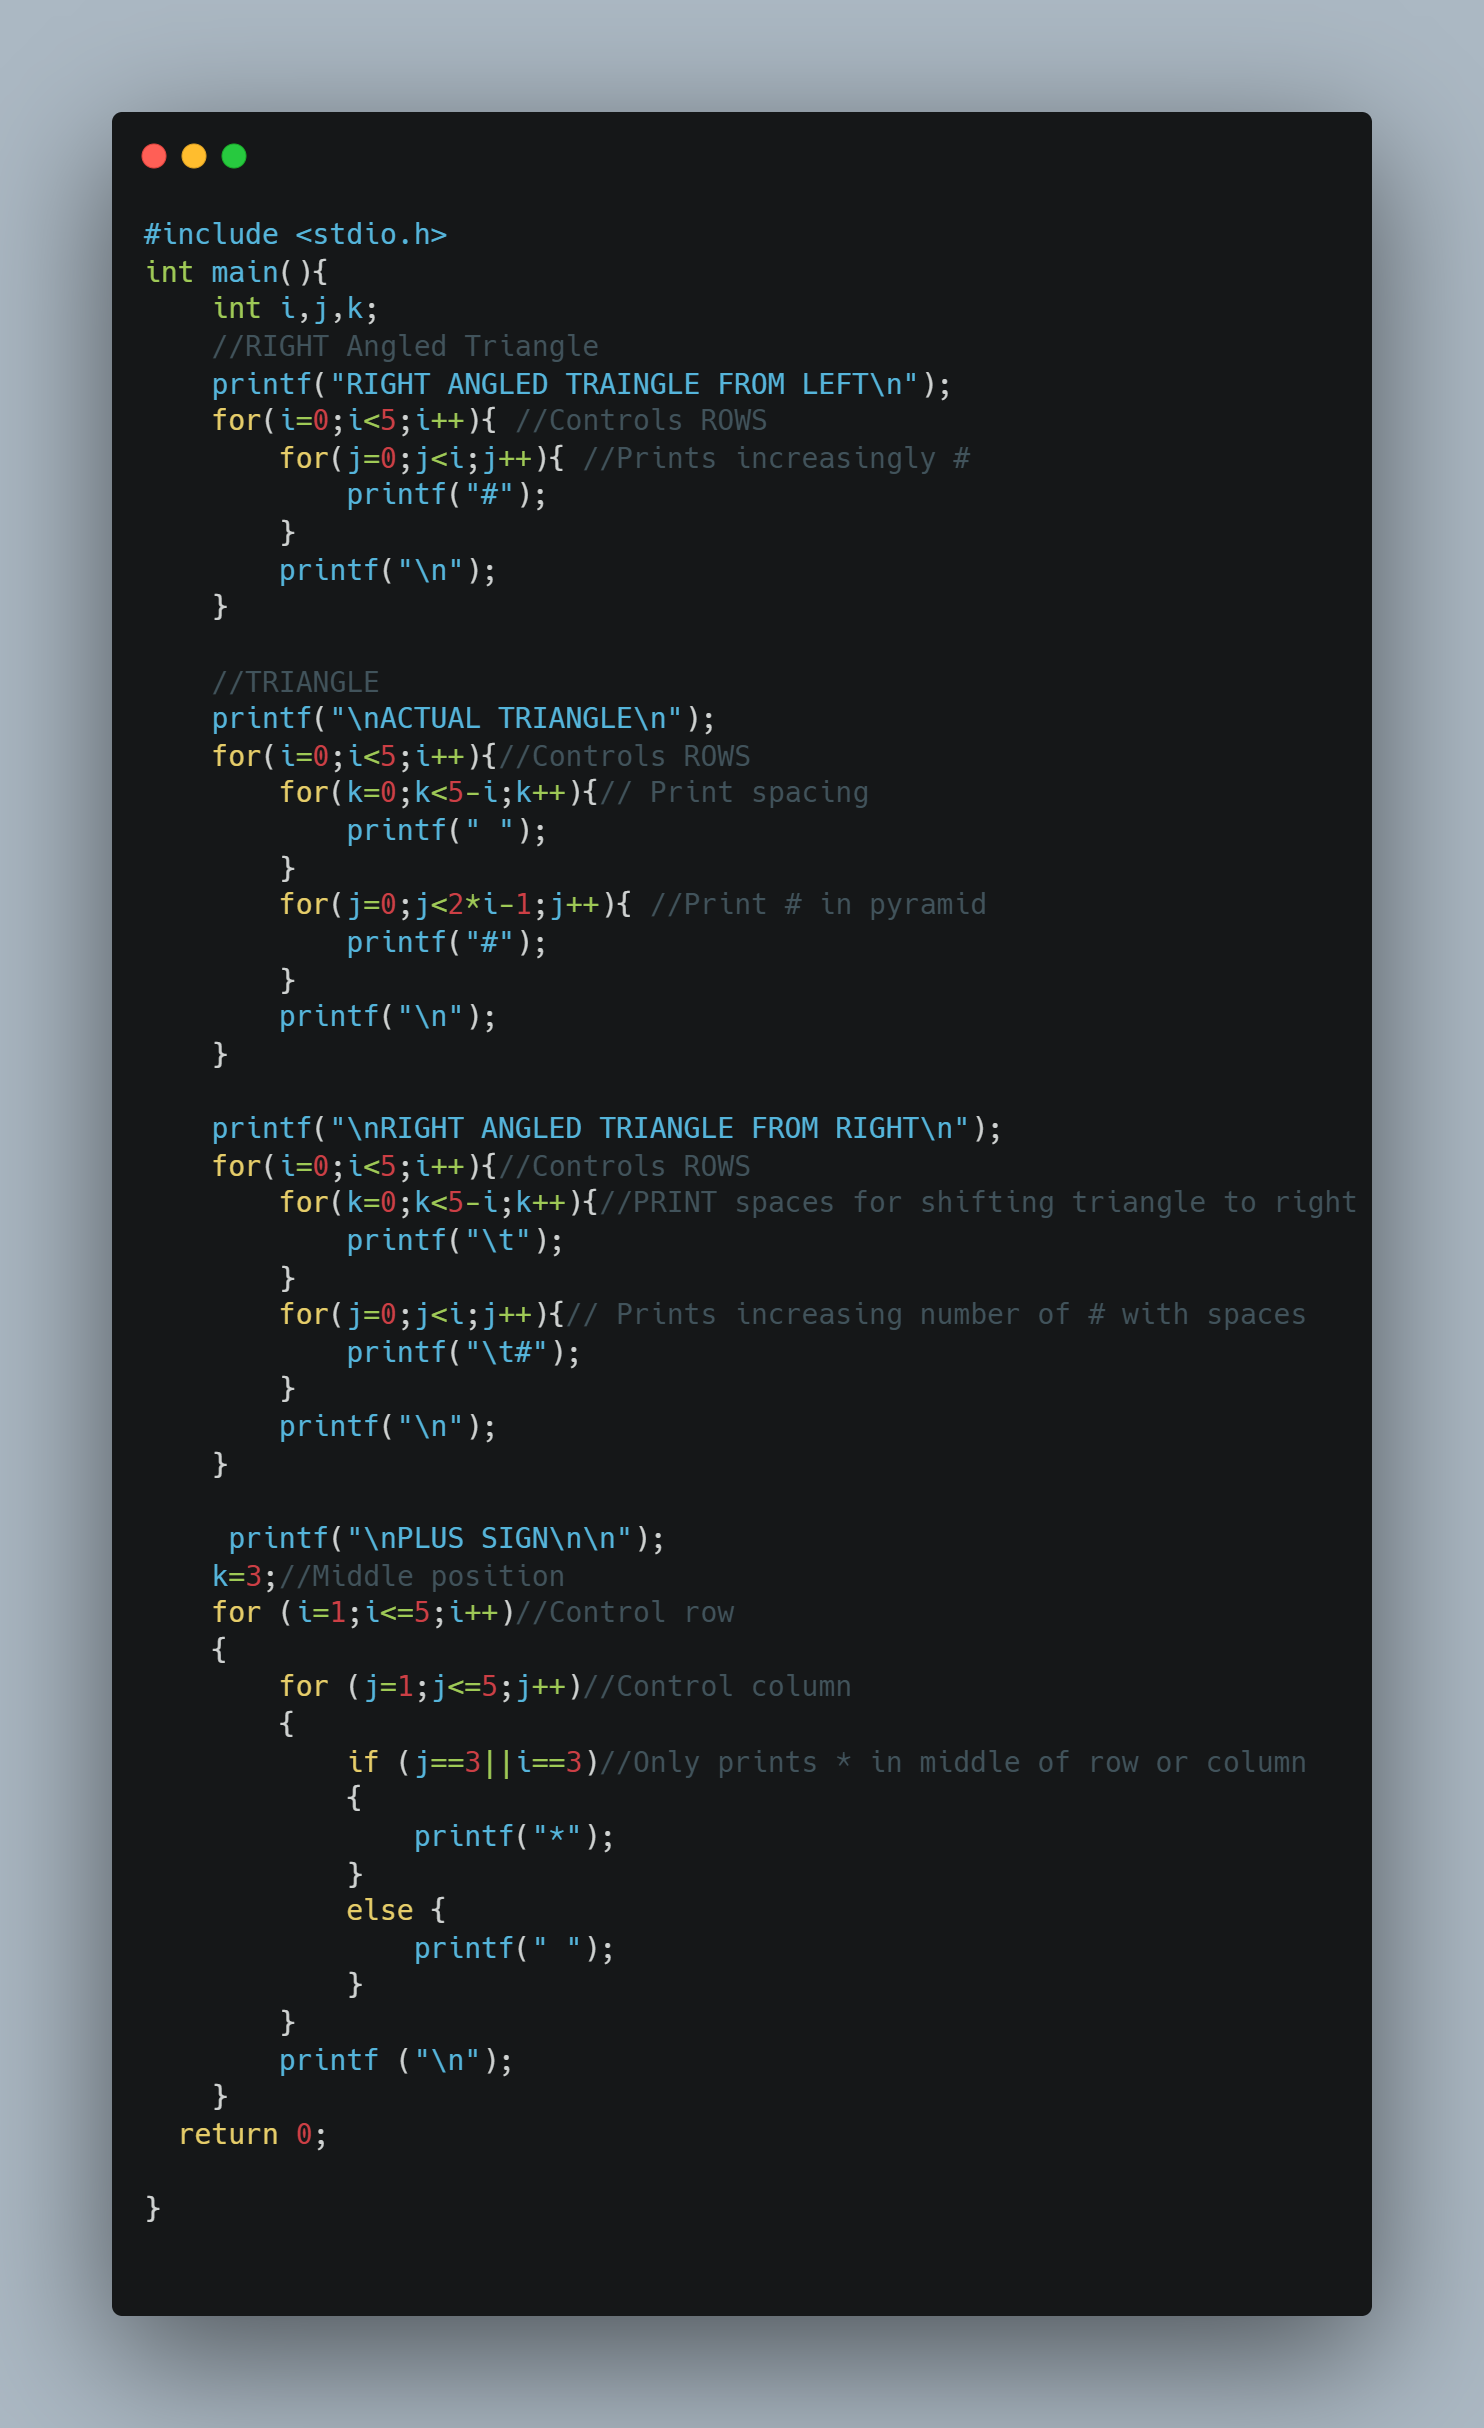 #include <stdio.h>
int main(){
    int i,j,k;
    //RIGHT Angled Triangle
    printf("RIGHT ANGLED TRAINGLE FROM LEFT\n");
    for(i=0;i<5;i++){ //Controls ROWS
        for(j=0;j<i;j++){ //Prints increasingly #
            printf("#");
        }
        printf("\n");
    }

    //TRIANGLE
    printf("\nACTUAL TRIANGLE\n");
    for(i=0;i<5;i++){//Controls ROWS
        for(k=0;k<5-i;k++){// Print spacing
            printf(" ");
        }
        for(j=0;j<2*i-1;j++){ //Print # in pyramid
            printf("#");
        }
        printf("\n");
    }

    printf("\nRIGHT ANGLED TRIANGLE FROM RIGHT\n");
    for(i=0;i<5;i++){//Controls ROWS
        for(k=0;k<5-i;k++){//PRINT spaces for shifting triangle to right
            printf("\t");
        }
        for(j=0;j<i;j++){// Prints increasing number of # with spaces
            printf("\t#");
        }
        printf("\n");
    }

     printf("\nPLUS SIGN\n\n");
    k=3;//Middle position
    for (i=1;i<=5;i++)//Control row
    {
        for (j=1;j<=5;j++)//Control column
        {
            if (j==3||i==3)//Only prints * in middle of row or column
            {
                printf("*");
            }
            else {
                printf(" ");
            }
        }
        printf ("\n");
    }
  return 0;

}